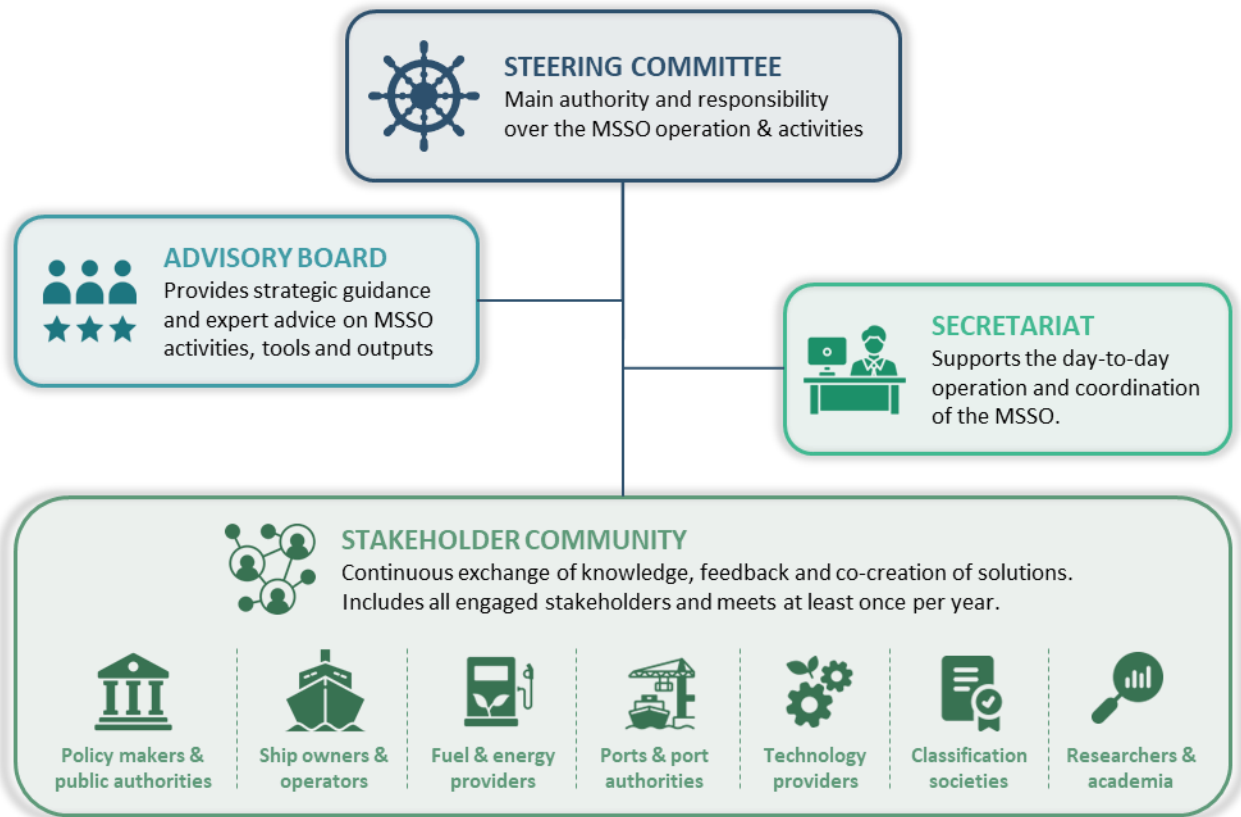 STEERING COMMITTEE
Main authority and responsibility
over the MSSO operation & activities
ADVISORY BOARD
Provides strategic guidance
and expert advice on MSSO
activities, tools and outputs
SECRETARIAT
Supports the day-to-day
operation and coordination
of the MSSO.
STAKEHOLDER COMMUNITY
Continuous exchange of knowledge, feedback and co-creation of solutions.
Includes all engaged stakeholders and meets at least once per year.
Policy makers &
public authorities
Ship owners &
operators
Fuel & energy
providers
Ports & port
authorities
Technology
providers
Classification
societies
Researchers &
academia